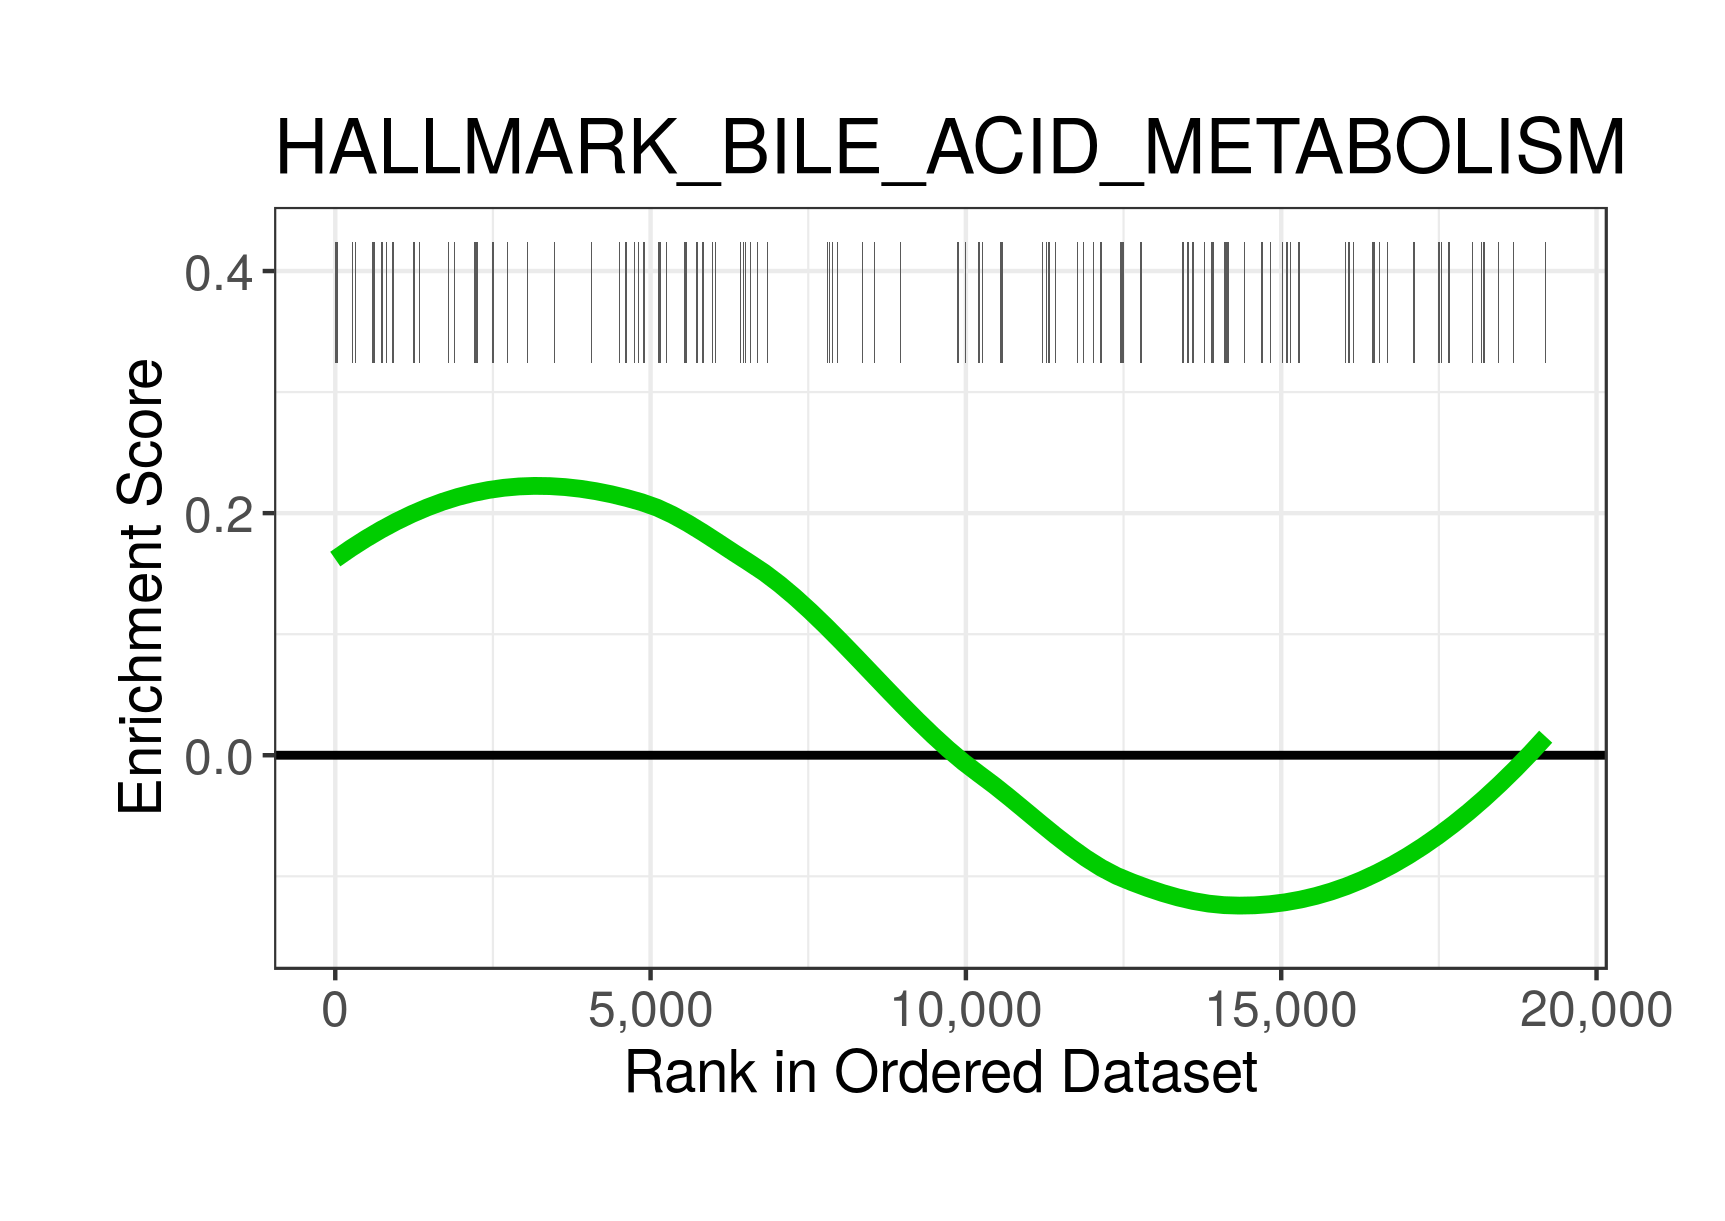 HALLMARK_BILE_ACID_METABOLISM
Enrichment Score
0.4
0.2
0.0
0
5,000
10,000
15,000
20,000
Rank in Ordered Dataset